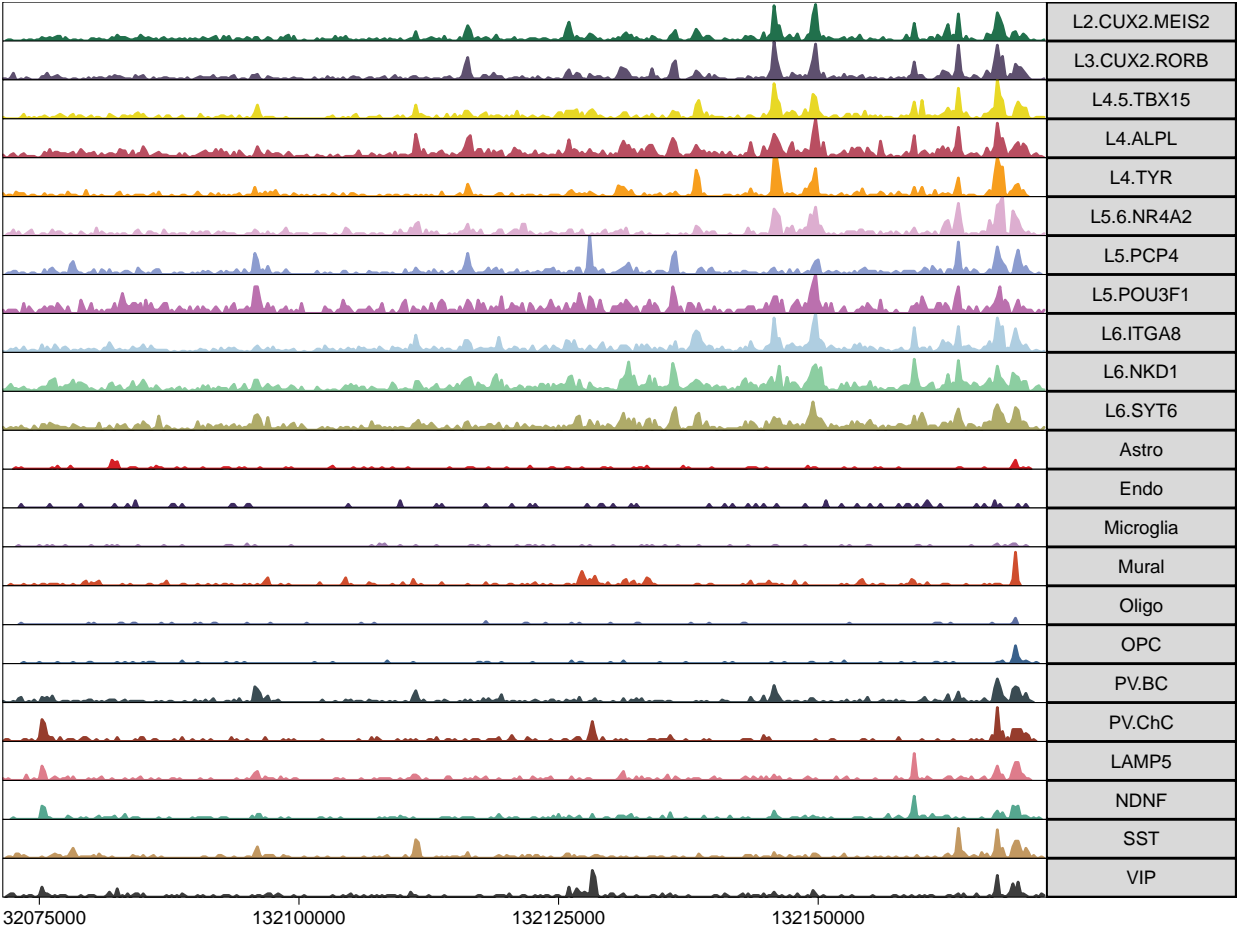 L2.CUX2.MEIS2
L3.CUX2.RORB
L4.5.TBX15
L4.ALPL
L4.TYR
L5.6.NR4A2
L5.PCP4
L5.POU3F1
L6.ITGA8
L6.NKD1
L6.SYT6
Astro
Endo
Microglia
Mural
Oligo
OPC
PV.BC
PV.ChC
LAMP5
NDNF
SST
VIP
32075000 132100000 132125000 132150000